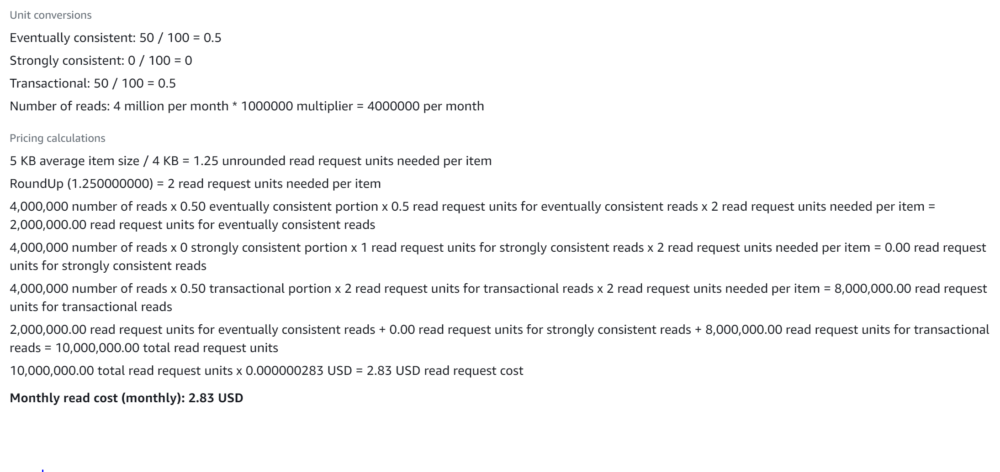 Unit conversions
Eventually consistent: 50 / 100 = 0.5
Strongly consistent: 0 / 100 = 0
Transactional: 50 / 100 = 0.5
Number of reads: 4 million per month * 1000000 multiplier = 4000000 per month
Pricing calculations
5 KB average item size / 4 KB = 1.25 unrounded read request units needed per item
RoundUp (1.250000000) = 2 read request units needed per item
4,000,000 number of reads x 0.50 eventually consistent portion x 0.5 read request units for eventually consistent reads x 2 read request units needed per item =
2,000,000.00 read request units for eventually consistent reads
4,000,000 number of reads x 0 strongly consistent portion x 1 read request units for strongly consistent reads x 2 read request units needed per item = 0.00 read request
units for strongly consistent reads
4,000,000 number of reads x 0.50 transactional portion x 2 read request units for transactional reads x 2 read request units needed per item = 8,000,000.00 read request
units for transactional reads
2,000,000.00 read request units for eventually consistent reads + 0.00 read request units for strongly consistent reads + 8,000,000.00 read request units for transactional
reads = 10,000,000.00 total read request units
10,000,000.00 total read request units x 0.000000283 USD = 2.83 USD read request cost
Monthly read cost (monthly): 2.83 USD